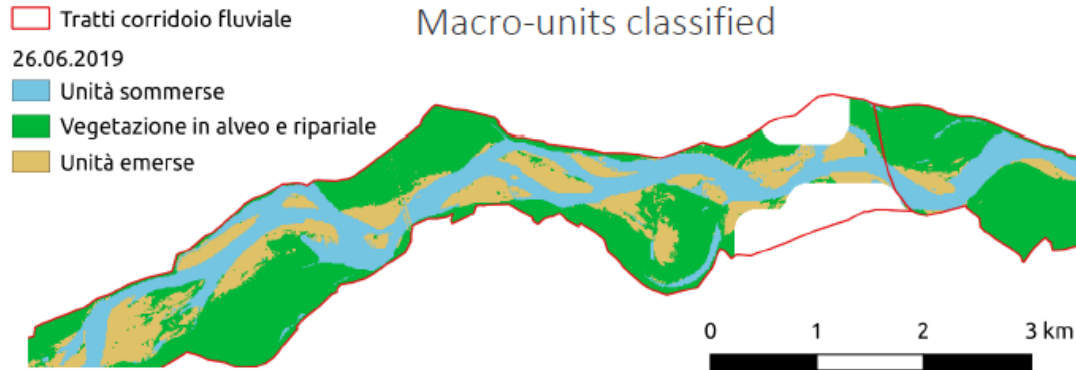 Macro-units classified
Tratti corridoio fluviale
26.06.2019
Unità sommerse
Vegetazione in alveo e ripariale
Unità emerse
0 1 2 3 km